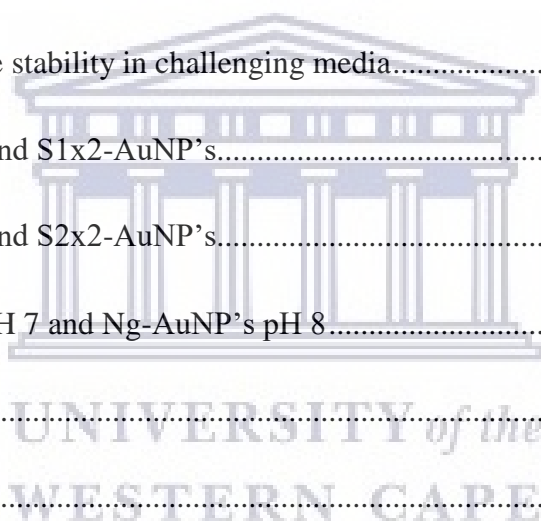 e stability in challenging media....................
nd S1x2-AuNP's...........................................
nd S2x2-AuNP's...........................................
H 7 and Ng-AuNP's pH 8............................
................................................................................
UNIVERSITY of the
................................................................................
WESTERN CAPE